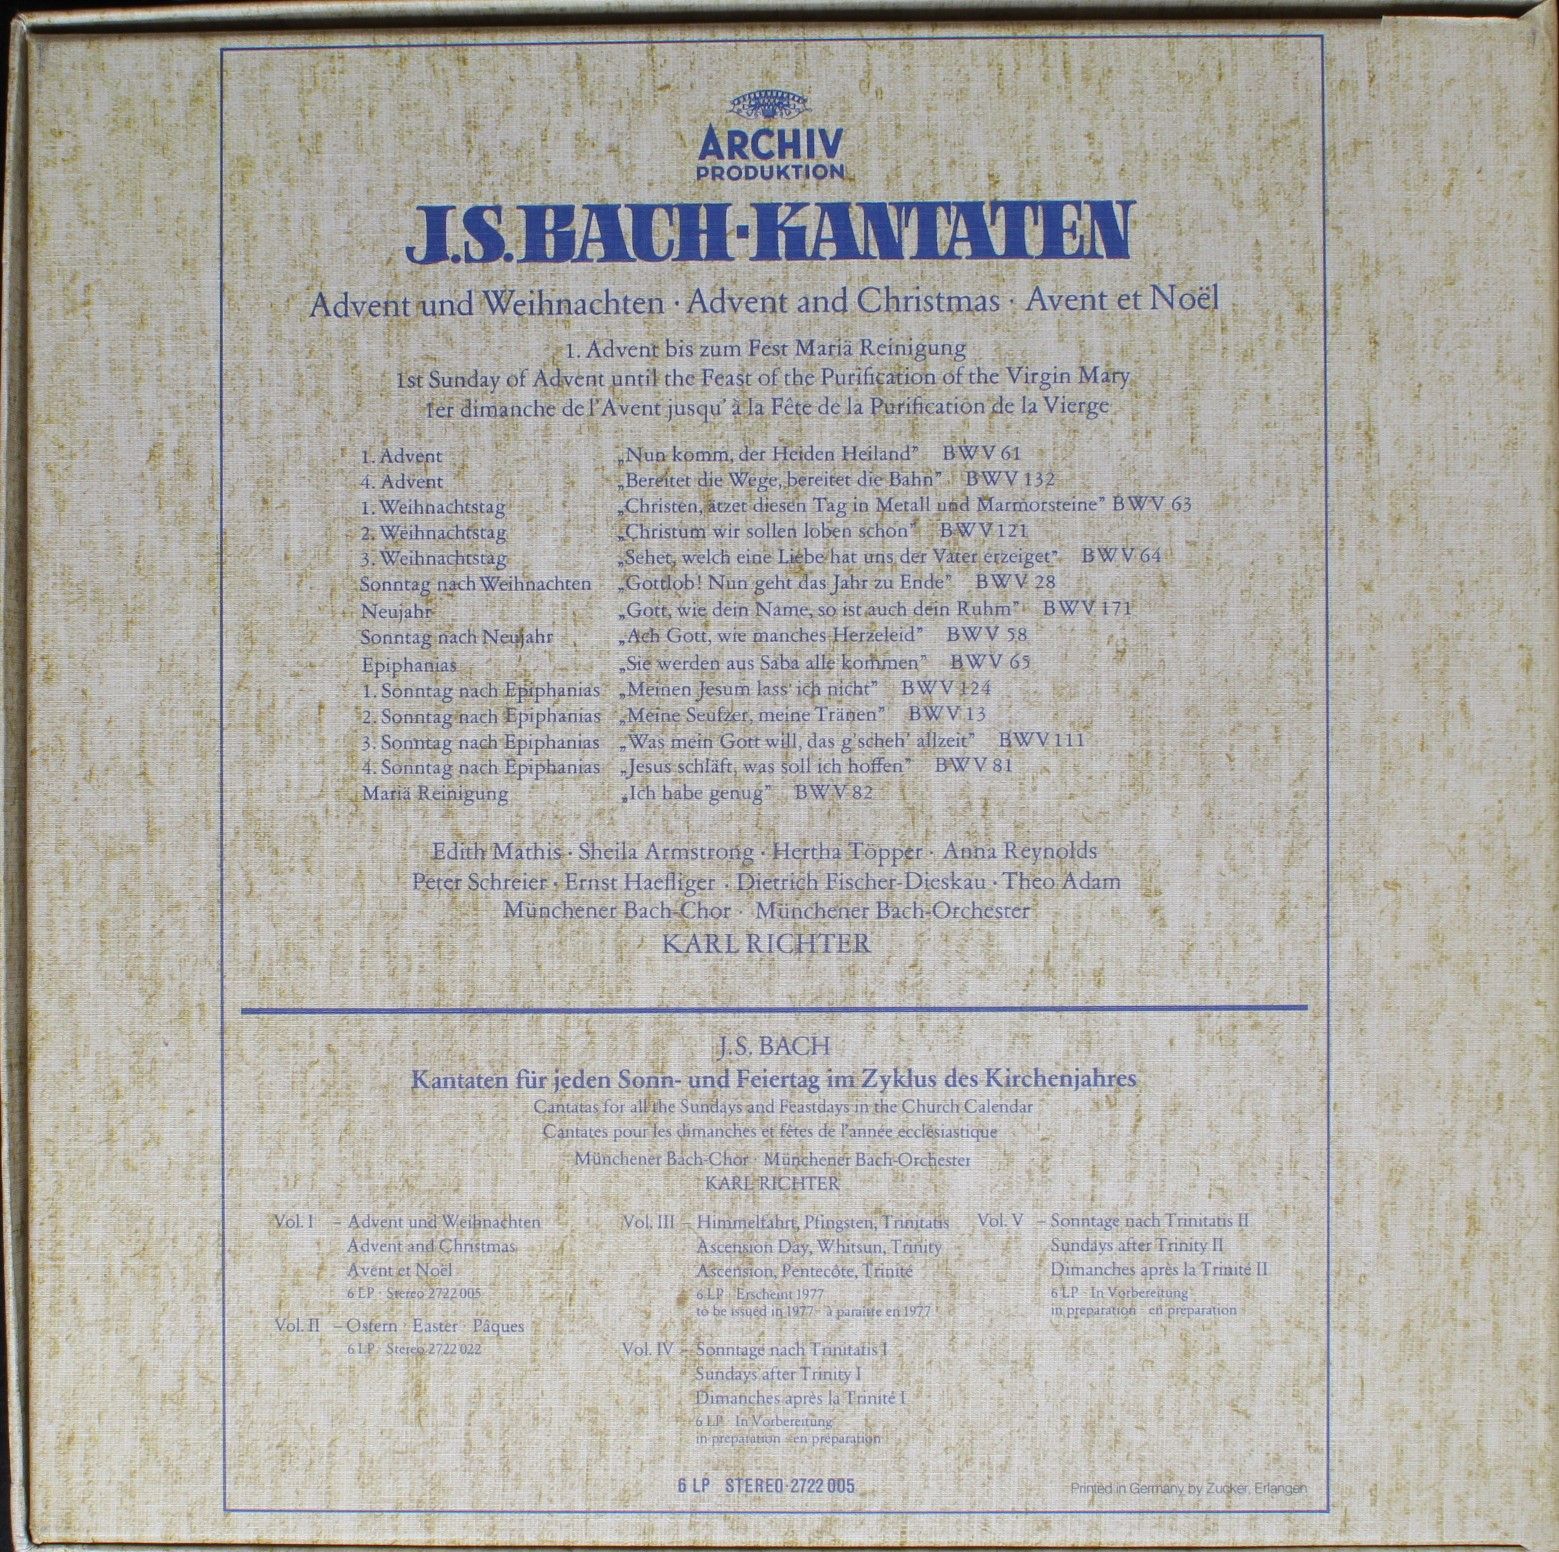 ARCHIV
PRODUKTION
J.S.BACH·KANTATEN
Advent und Weihnachten · Advent and Christmas · Avent et Noël
1. Advent bis zum Fest Mariä Reinigung
1st Sunday of Advent until the Feast of the Purification of the Virgin Mary
1er dimanche de l'Avent jusqu' à la Fête de la Purification de la Vierge
1. Advent „Nun komm, der Heiden Heiland” BWV 61
4. Advent „Bereitet die Wege, bereitet die Bahn” BWV 132
1. Weihnachtstag „Christen, ätzet diesen Tag in Metall und Marmorsteine” BWV 63
2. Weihnachtstag „Christum wir sollen loben schon” BWV 121
3. Weihnachtstag „Sehet, welch eine Liebe hat uns der Vater erzeiget” BWV 64
Sonntag nach Weihnachten „Gottlob! Nun geht das Jahr zu Ende” BWV 28
Neujahr „Gott, wie dein Name, so ist auch dein Ruhm” BWV 171
Sonntag nach Neujahr „Ach Gott, wie manches Herzeleid” BWV 58
Epiphanias „Sie werden aus Saba alle kommen” BWV 65
1. Sonntag nach Epiphanias „Meinen Jesum lass' ich nicht” BWV 124
2. Sonntag nach Epiphanias „Meine Seufzer, meine Tränen” BWV 13
3. Sonntag nach Epiphanias „Was mein Gott will, das g'scheh' allzeit” BWV 111
4. Sonntag nach Epiphanias „Jesus schläft, was soll ich hoffen” BWV 81
Mariä Reinigung „Ich habe genug” BWV 82
Edith Mathis · Sheila Armstrong · Hertha Töpper · Anna Reynolds
Peter Schreier · Ernst Haefliger · Dietrich Fischer-Dieskau · Theo Adam
Münchener Bach-Chor · Münchener Bach-Orchester
KARL RICHTER
J.S. BACH
Kantaten für jeden Sonn- und Feiertag im Zyklus des Kirchenjahres
Cantatas for all the Sundays and Feastdays in the Church Calendar
Cantates pour les dimanches et fêtes de l'année ecclésiastique
Münchener Bach-Chor · Münchener Bach-Orchester
KARL RICHTER
Vol. I – Advent und Weihnachten
Advent and Christmas
Avent et Noël
6 LP · Stereo 2722 005
Vol. II – Ostern · Easter · Pâques
6 LP · Stereo 2722 022
Vol. III – Himmelfahrt, Pfingsten, Trinitatis
Ascension Day, Whitsun, Trinity
Ascension, Pentecôte, Trinité
6 LP · Erscheint 1977
to be issued in 1977 · à paraître en 1977
Vol. IV – Sonntage nach Trinitatis I
Sundays after Trinity I
Dimanches après la Trinité I
6 LP · In Vorbereitung
in preparation · en préparation
Vol. V – Sonntage nach Trinitatis II
Sundays after Trinity II
Dimanches après la Trinité II
6 LP · In Vorbereitung
in preparation · en préparation
6 LP STEREO·2722 005
Printed in Germany by Zucker, Erlangen